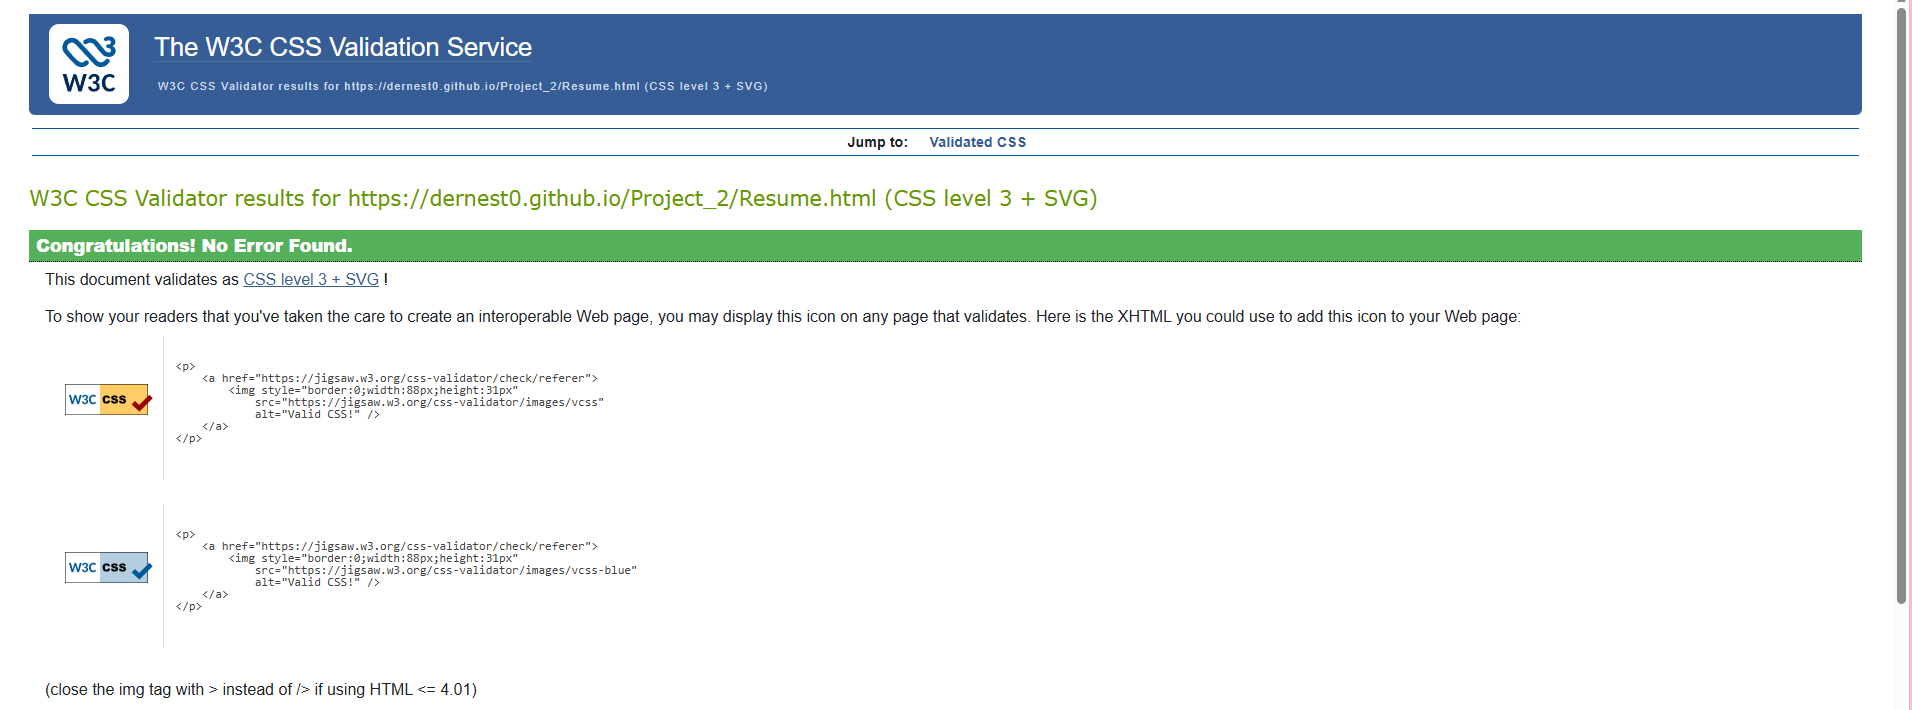 W3C
The W3C CSS Validation Service
W3C CSS Validator results for https://dernest0.github.io/Project_2/Resume.html (CSS level 3 + SVG)
Jump to: Validated CSS
W3C CSS Validator results for https://dernest0.github.io/Project_2/Resume.html (CSS level 3 + SVG)
Congratulations! No Error Found.
This document validates as CSS level 3 + SVG !
To show your readers that you've taken the care to create an interoperable Web page, you may display this icon on any page that validates. Here is the XHTML you could use to add this icon to your Web page:
W3C css
<p>
<a href="https://jigsaw.w3.org/css-validator/check/referer">
<img style="border:0;width:88px;height:31px"
src="https://jigsaw.w3.org/css-validator/images/vcss"
alt="Valid CSS!" />
</a>
</p>
W3C css
<p>
<a href="https://jigsaw.w3.org/css-validator/check/referer">
<img style="border:0;width:88px;height:31px"
src="https://jigsaw.w3.org/css-validator/images/vcss-blue"
alt="Valid CSS!" />
</a>
</p>
(close the img tag with > instead of /> if using HTML <= 4.01)